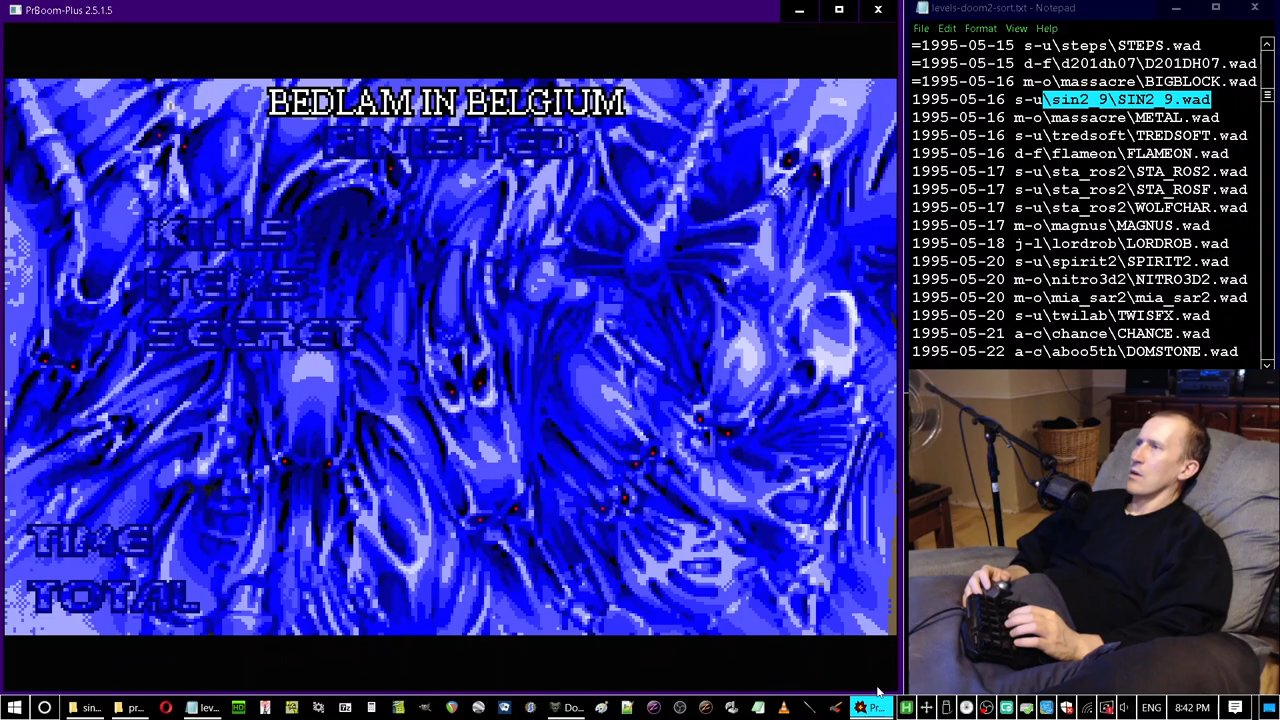 PrBoom-Plus 2.5.1.5
BEDLAM IN BELGIUM
FINISHED
KILLS
ITEMS
SECRET
TIME
TOTAL
levels-doom2-sort.txt - Notepad
File Edit Format View Help
=1995-05-15 s-u\steps\STEPS.wad
=1995-05-15 d-f\d201dh07\D201DH07.wad
=1995-05-16 m-o\massacre\BIGBLOCK.wad
1995-05-16 s-u\sin2_9\SIN2_9.wad
1995-05-16 m-o\massacre\METAL.wad
1995-05-16 s-u\tredsoft\TREDSOFT.wad
1995-05-16 d-f\flameon\FLAMEON.wad
1995-05-17 s-u\sta_ros2\STA_ROS2.wad
1995-05-17 s-u\sta_ros2\STA_ROSF.wad
1995-05-17 s-u\sta_ros2\WOLFCHAR.wad
1995-05-17 m-o\magnus\MAGNUS.wad
1995-05-18 j-l\lordrob\LORDROB.wad
1995-05-20 s-u\spirit2\SPIRIT2.wad
1995-05-20 m-o\nitro3d2\NITRO3D2.wad
1995-05-20 m-o\mia_sar2\mia_sar2.wad
1995-05-20 s-u\twilab\TWISFX.wad
1995-05-21 a-c\chance\CHANCE.wad
1995-05-22 a-c\aboo5th\DOMSTONE.wad
sin... pr... lev... HD Do... Pr... ENG 8:42 PM